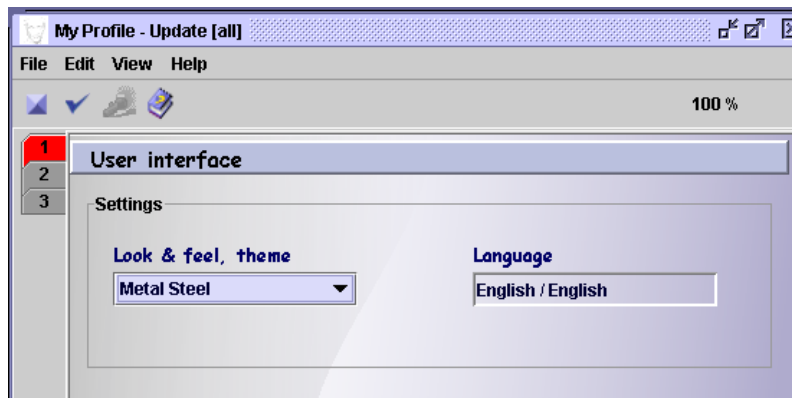 My Profile - Update [all]
File Edit View Help
100 %
1
2
3
User interface
Settings
Look & feel, theme
Language
Metal Steel
English / English